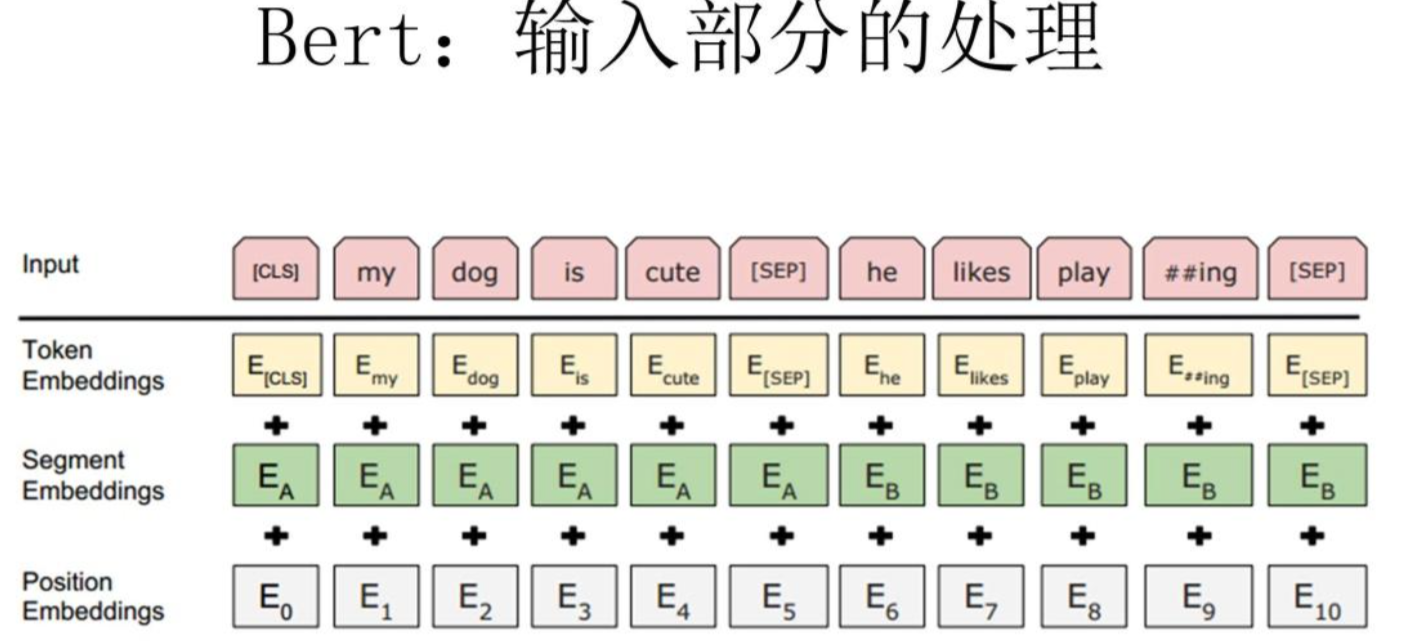 Bert：输入部分的处理
Input [CLS] my dog is cute [SEP] he likes play ##ing [SEP]
Token
Embeddings E[CLS] Emy Edog Eis Ecute E[SEP] Ehe Elikes Eplay E##ing E[SEP]
+ + + + + + + + + + +
Segment
Embeddings EA EA EA EA EA EA EB EB EB EB EB
+ + + + + + + + + + +
Position
Embeddings E0 E1 E2 E3 E4 E5 E6 E7 E8 E9 E10